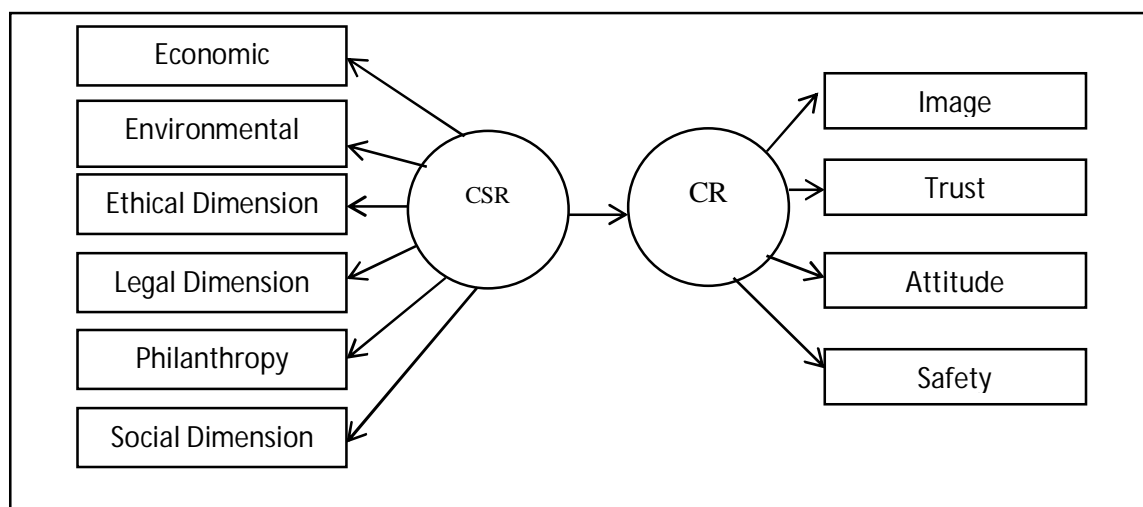 Economic
Environmental
Ethical Dimension
Legal Dimension
Philanthropy
Social Dimension
CSR
CR
Image
Trust
Attitude
Safety